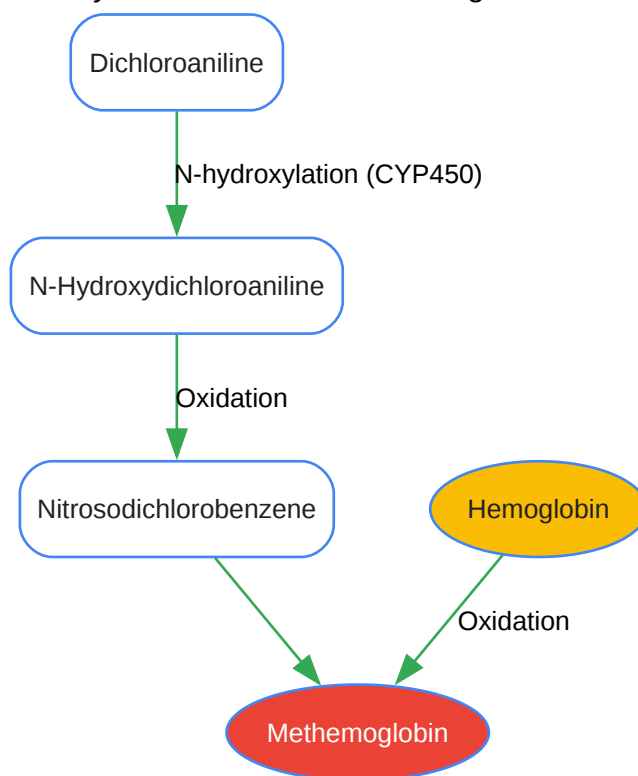 Dichloroaniline
N-hydroxylation (CYP450)
N-Hydroxydichloroaniline
Oxidation
Nitrosodichlorobenzene
Hemoglobin
Oxidation
Methemoglobin